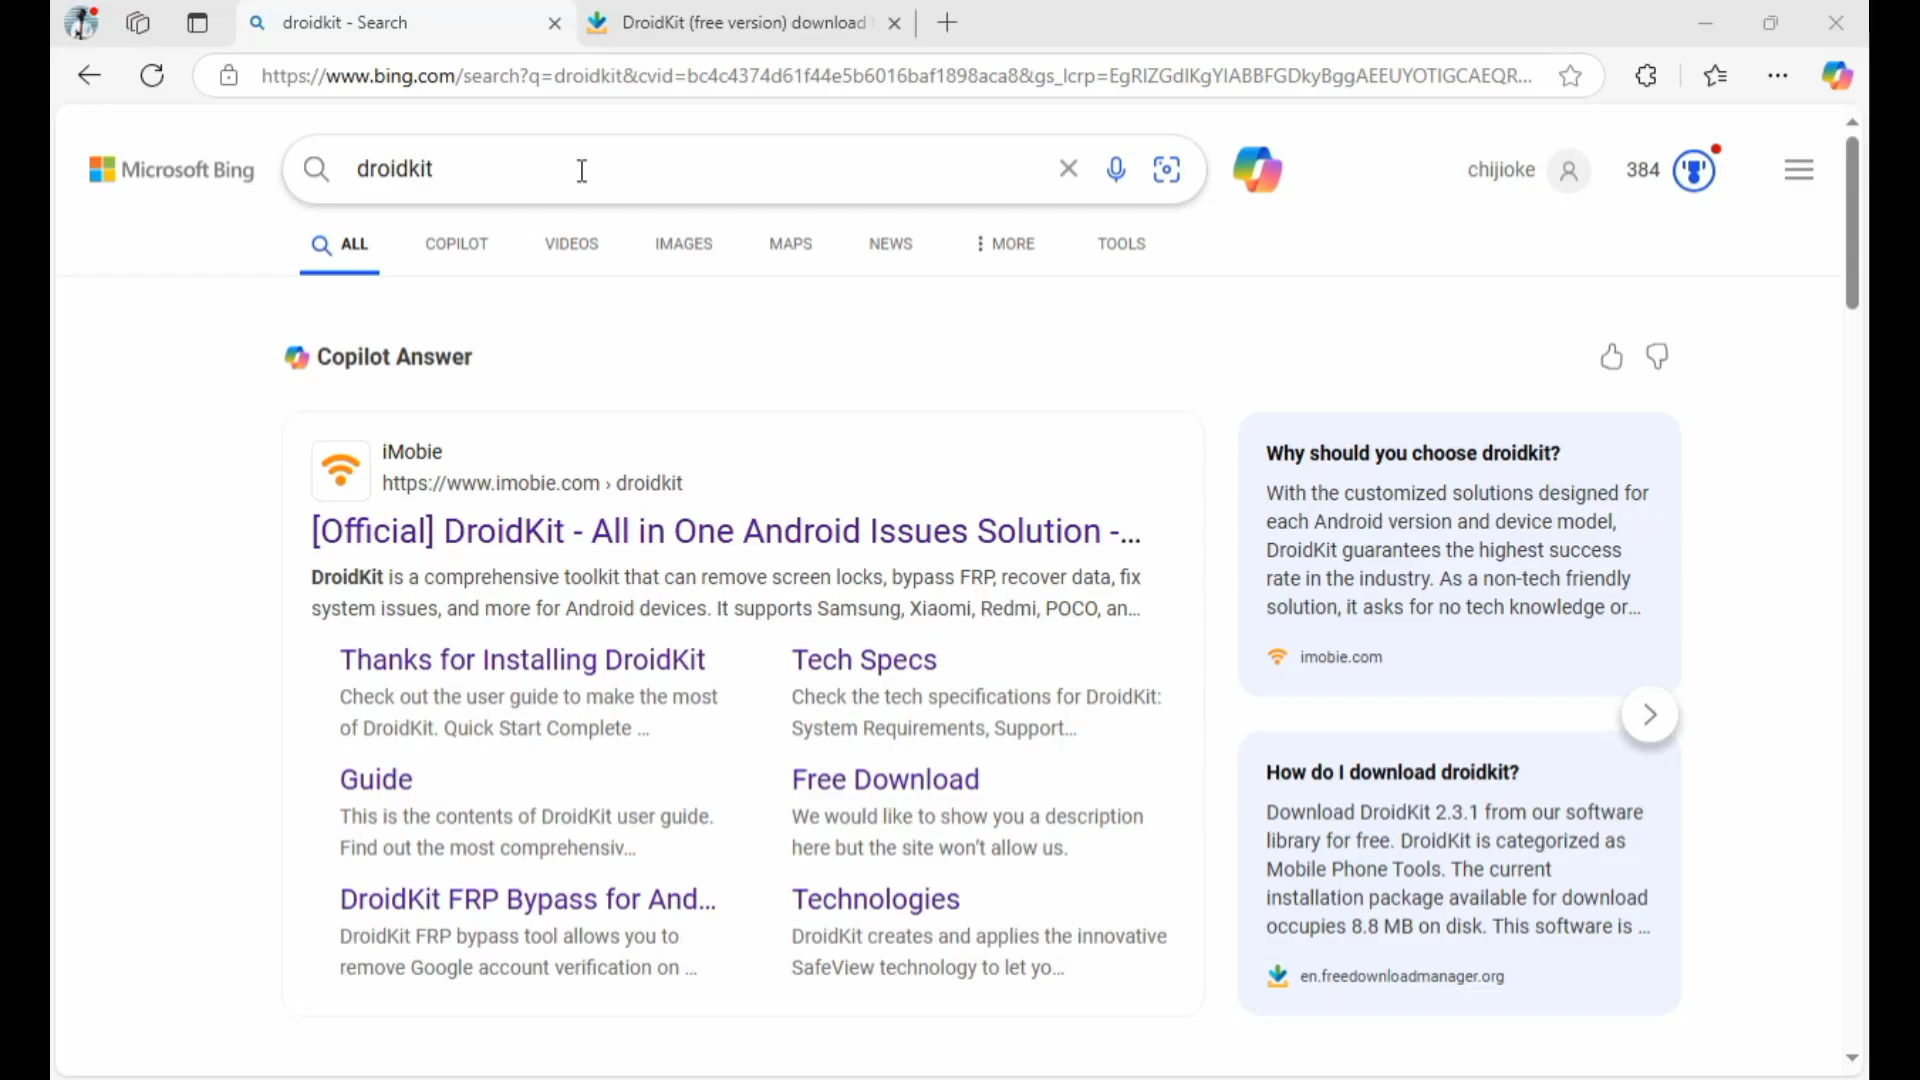 droidkit - Search
DroidKit (free version) download
https://www.bing.com/search?q=droidkit&cvid=bc4c4374d61f44e5b6016baf1898aca8&gs_lcrp=EgRlZGdlKgYIABBFGDkyBggAEEUYOTIGCAEQR...
Microsoft Bing
droidkit
chijioke
384
ALL
COPILOT
VIDEOS
IMAGES
MAPS
NEWS
MORE
TOOLS
Copilot Answer
iMobie
https://www.imobie.com › droidkit
[Official] DroidKit - All in One Android Issues Solution -...
DroidKit is a comprehensive toolkit that can remove screen locks, bypass FRP, recover data, fix
system issues, and more for Android devices. It supports Samsung, Xiaomi, Redmi, POCO, an...
Thanks for Installing DroidKit
Check out the user guide to make the most
of DroidKit. Quick Start Complete ...
Tech Specs
Check the tech specifications for DroidKit:
System Requirements, Support...
Guide
This is the contents of DroidKit user guide.
Find out the most comprehensiv...
Free Download
We would like to show you a description
here but the site won't allow us.
DroidKit FRP Bypass for And...
DroidKit FRP bypass tool allows you to
remove Google account verification on ...
Technologies
DroidKit creates and applies the innovative
SafeView technology to let yo...
Why should you choose droidkit?
With the customized solutions designed for
each Android version and device model,
DroidKit guarantees the highest success
rate in the industry. As a non-tech friendly
solution, it asks for no tech knowledge or...
imobie.com
How do I download droidkit?
Download DroidKit 2.3.1 from our software
library for free. DroidKit is categorized as
Mobile Phone Tools. The current
installation package available for download
occupies 8.8 MB on disk. This software is ...
en.freedownloadmanager.org